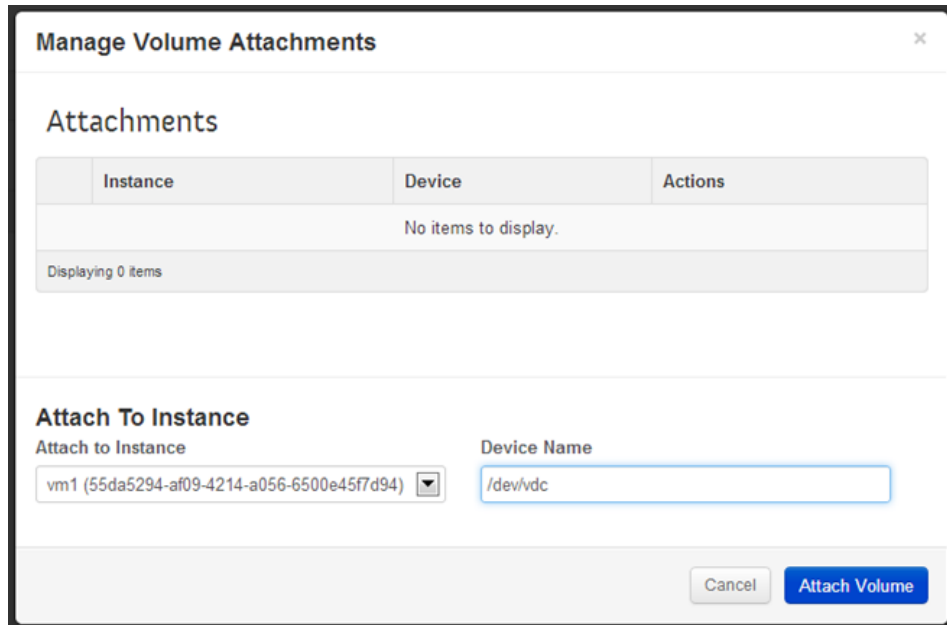 Manage Volume Attachments ×
Attachments
Instance Device Actions
No items to display.
Displaying 0 items
Attach To Instance
Attach to Instance Device Name
vm1 (55da5294-af09-4214-a056-6500e45f7d94) /dev/vdc
Cancel Attach Volume